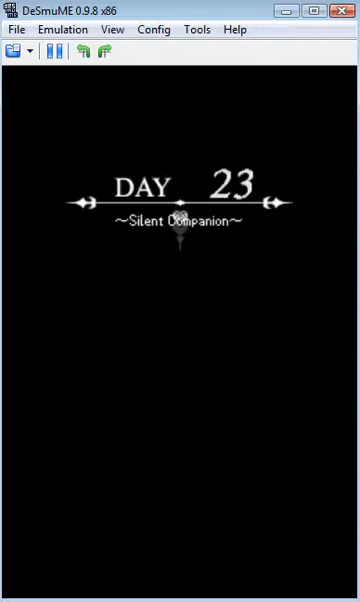 DeSmuME 0.9.8 x86
File Emulation View Config Tools Help
DAY 23
～Silent Companion～